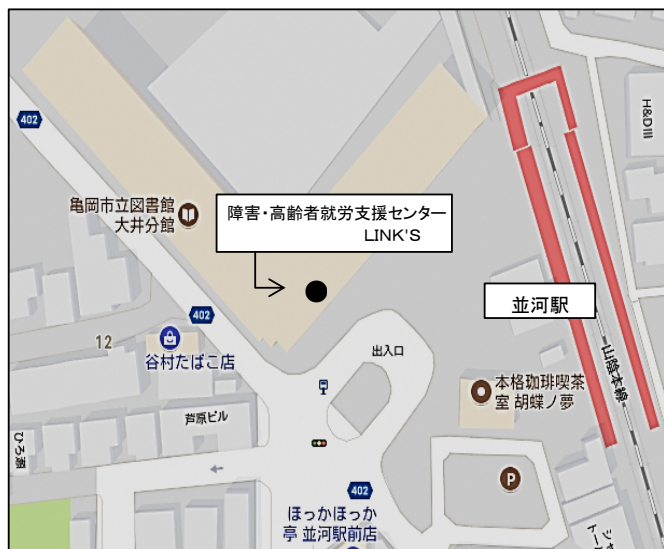 402
H&DIII
亀岡市立図書館
大井分館
障害・高齢者就労支援センター
LINK'S
並河駅
402
12
谷村たばこ店
出入口
山陰本線
本格珈琲喫茶
室 胡蝶ノ夢
芦原ビル
ひろ瀬
P
402
ほっかほっか
亭 並河駅前店